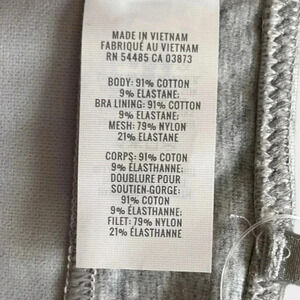 MADE IN VIETNAM
FABRIQUÉ AU VIETNAM
RN 54485 CA 03873
BODY: 91% COTTON
9% ELASTANE;
BRA LINING: 91% COTTON
9% ELASTANE;
MESH: 79% NYLON
21% ELASTANE
CORPS: 91% COTON
9% ÉLASTHANNE;
DOUBLURE POUR
SOUTIEN-GORGE:
91% COTON
9% ÉLASTHANNE;
FILET: 79% NYLON
21% ÉLASTHANNE